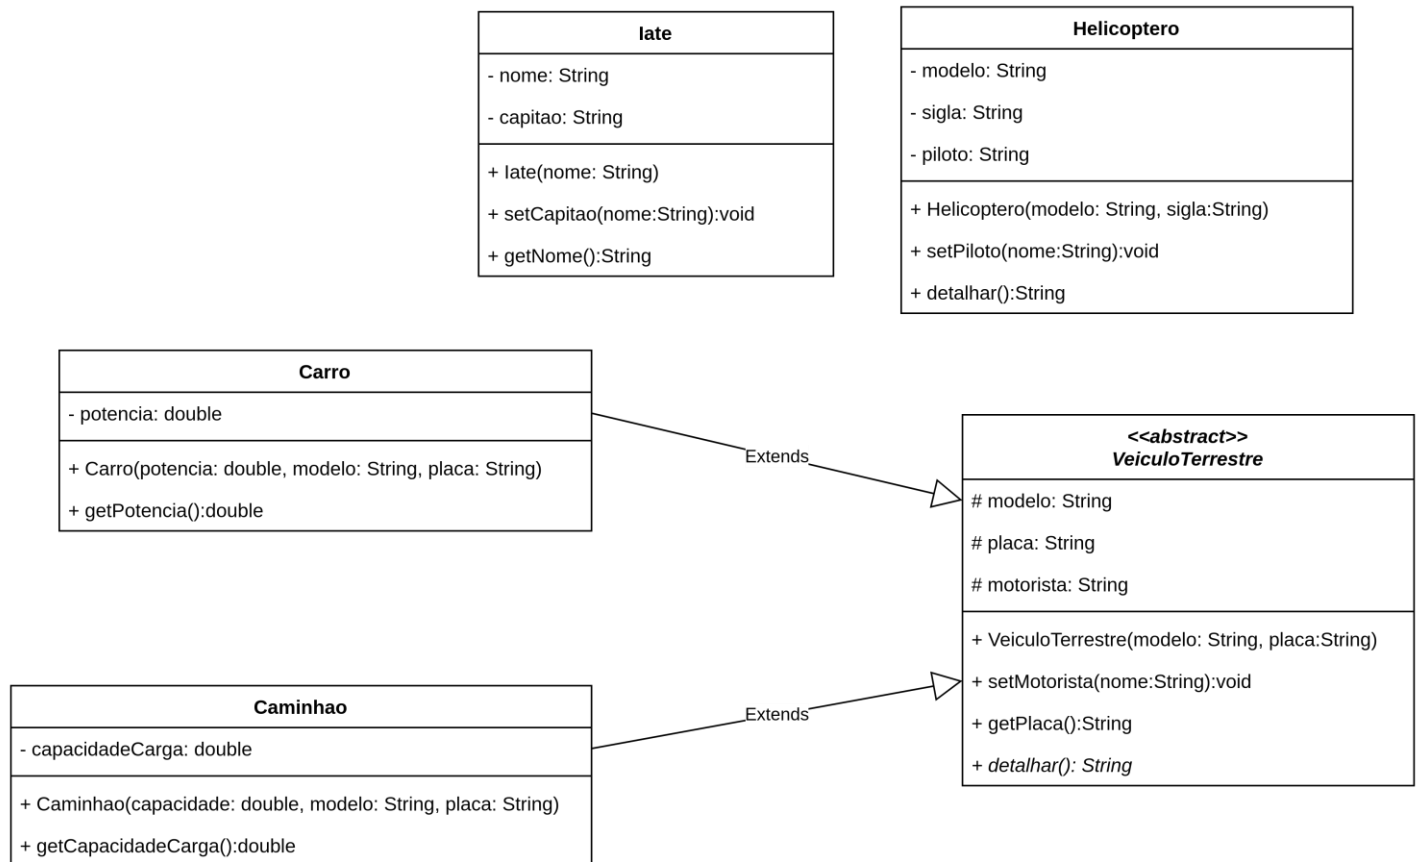 Iate
- nome: String
- capitao: String
+ Iate(nome: String)
+ setCapitao(nome:String):void
+ getNome():String
Helicoptero
- modelo: String
- sigla: String
- piloto: String
+ Helicoptero(modelo: String, sigla:String)
+ setPiloto(nome:String):void
+ detalhar():String
Carro
- potencia: double
+ Carro(potencia: double, modelo: String, placa: String)
+ getPotencia():double
Extends
<<abstract>>
VeiculoTerrestre
# modelo: String
# placa: String
# motorista: String
+ VeiculoTerrestre(modelo: String, placa:String)
+ setMotorista(nome:String):void
+ getPlaca():String
+ detalhar(): String
Extends
Caminhao
- capacidadeCarga: double
+ Caminhao(capacidade: double, modelo: String, placa: String)
+ getCapacidadeCarga():double